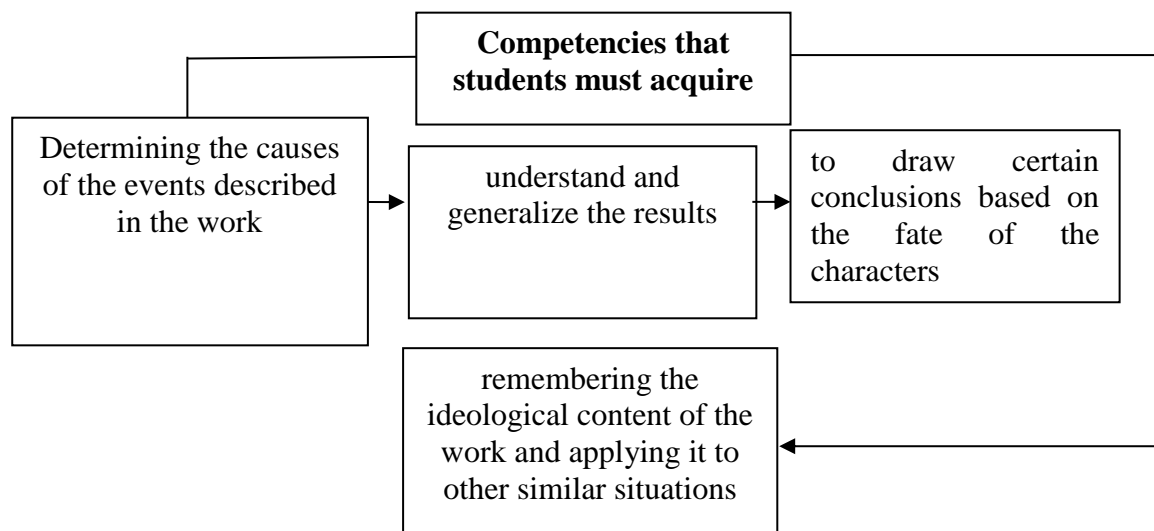 Competencies that
students must acquire
Determining the causes
of the events described
in the work
understand and
generalize the results
to draw certain
conclusions based on
the fate of the
characters
remembering the
ideological content of the
work and applying it to
other similar situations